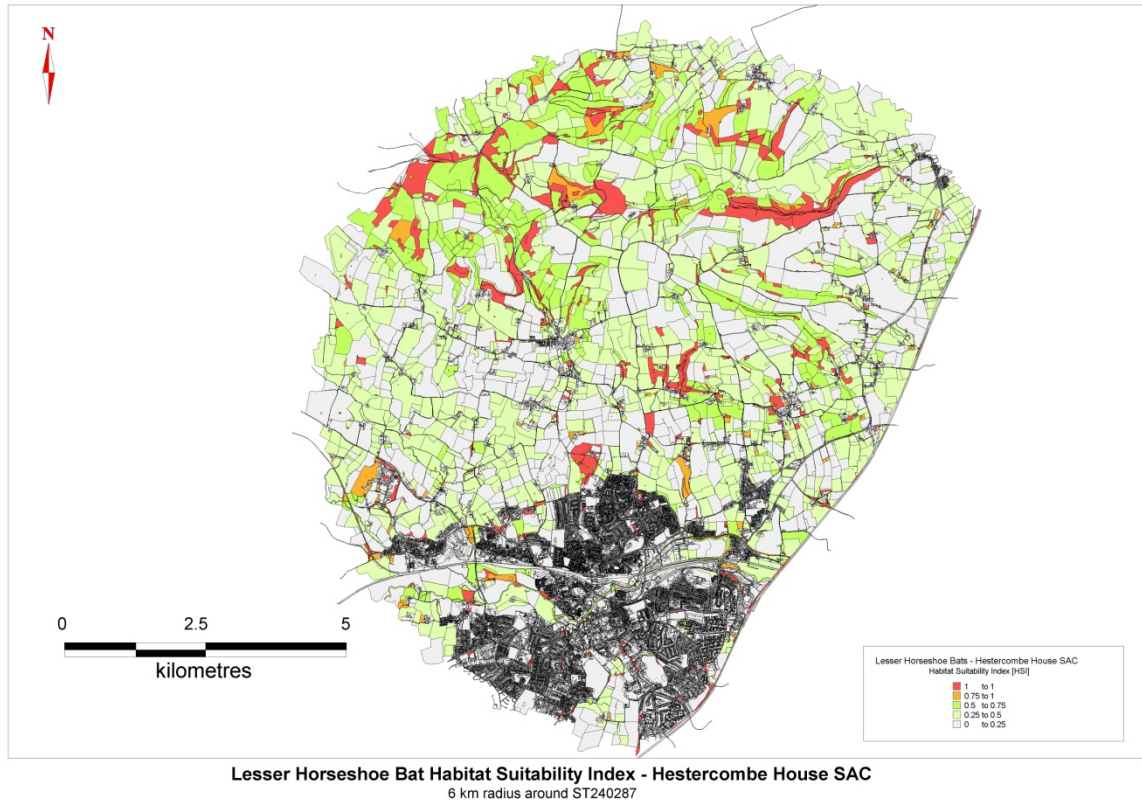 N
0 2.5 5
kilometres
Lesser Horseshoe Bats - Hestercombe House SAC
Habitat Suitability Index [HSI]
1 to 1
0.75 to 1
0.5 to 0.75
0.25 to 0.5
0 to 0.25
Lesser Horseshoe Bat Habitat Suitability Index - Hestercombe House SAC
6 km radius around ST240287